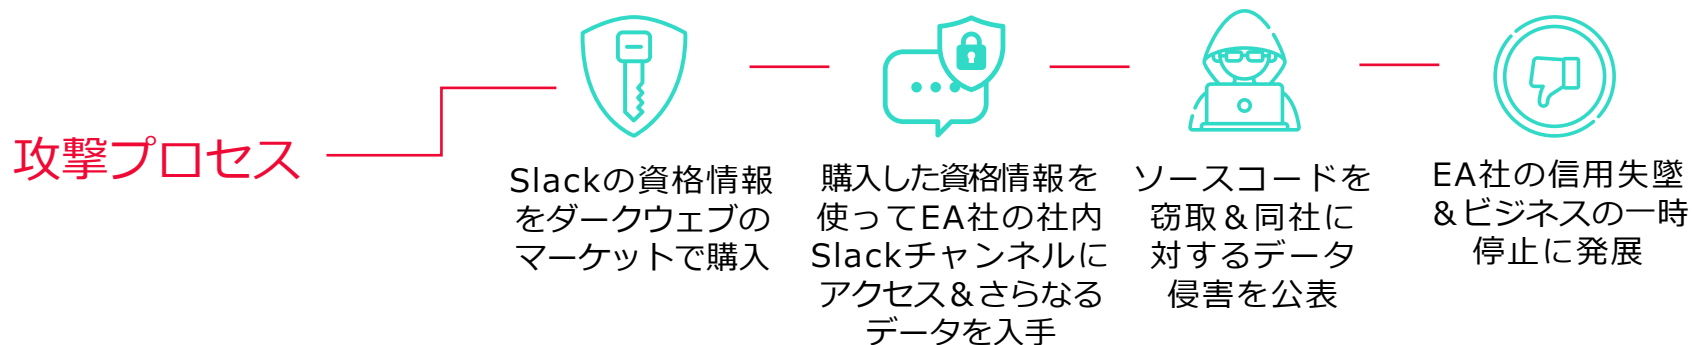 攻撃プロセス
Slackの資格情報
をダークウェブの
マーケットで購入
購入した資格情報を
使ってEA社の社内
Slackチャンネルに
アクセス＆さらなる
データを入手
ソースコードを
窃取＆同社に
対するデータ
侵害を公表
EA社の信用失墜
＆ビジネスの一時
停止に発展